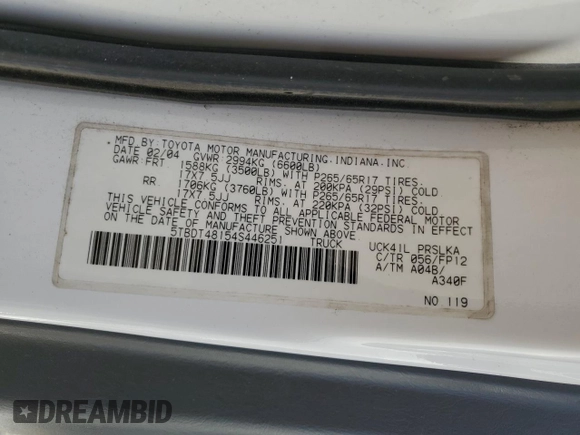 MFD. BY: TOYOTA MOTOR MANUFACTURING. INDIANA. INC.
DATE 02/04 GVWR 2994KG (6600LB)
GAWR: FRT 1588KG (3500LB) WITH P265/65R17 TIRES.
17X7.5JJ RIMS. AT 200KPA (29PSI) COLD
RR 1706KG (3760LB) WITH P265/65R17 TIRES.
17X7.5JJ RIMS. AT 220KPA (32PSI) COLD
THIS VEHICLE CONFORMS TO ALL APPLICABLE FEDERAL MOTOR
VEHICLE SAFETY AND THEFT PREVENTION STANDARDS IN EFFECT
ON THE DATE OF MANUFACTURE SHOWN ABOVE.
5TBDT48154S446251 TRUCK
UCK41L PRSLKA
C/TR 056/FP12
A/TM A04B/
A340F
NO 119
DREAMBID